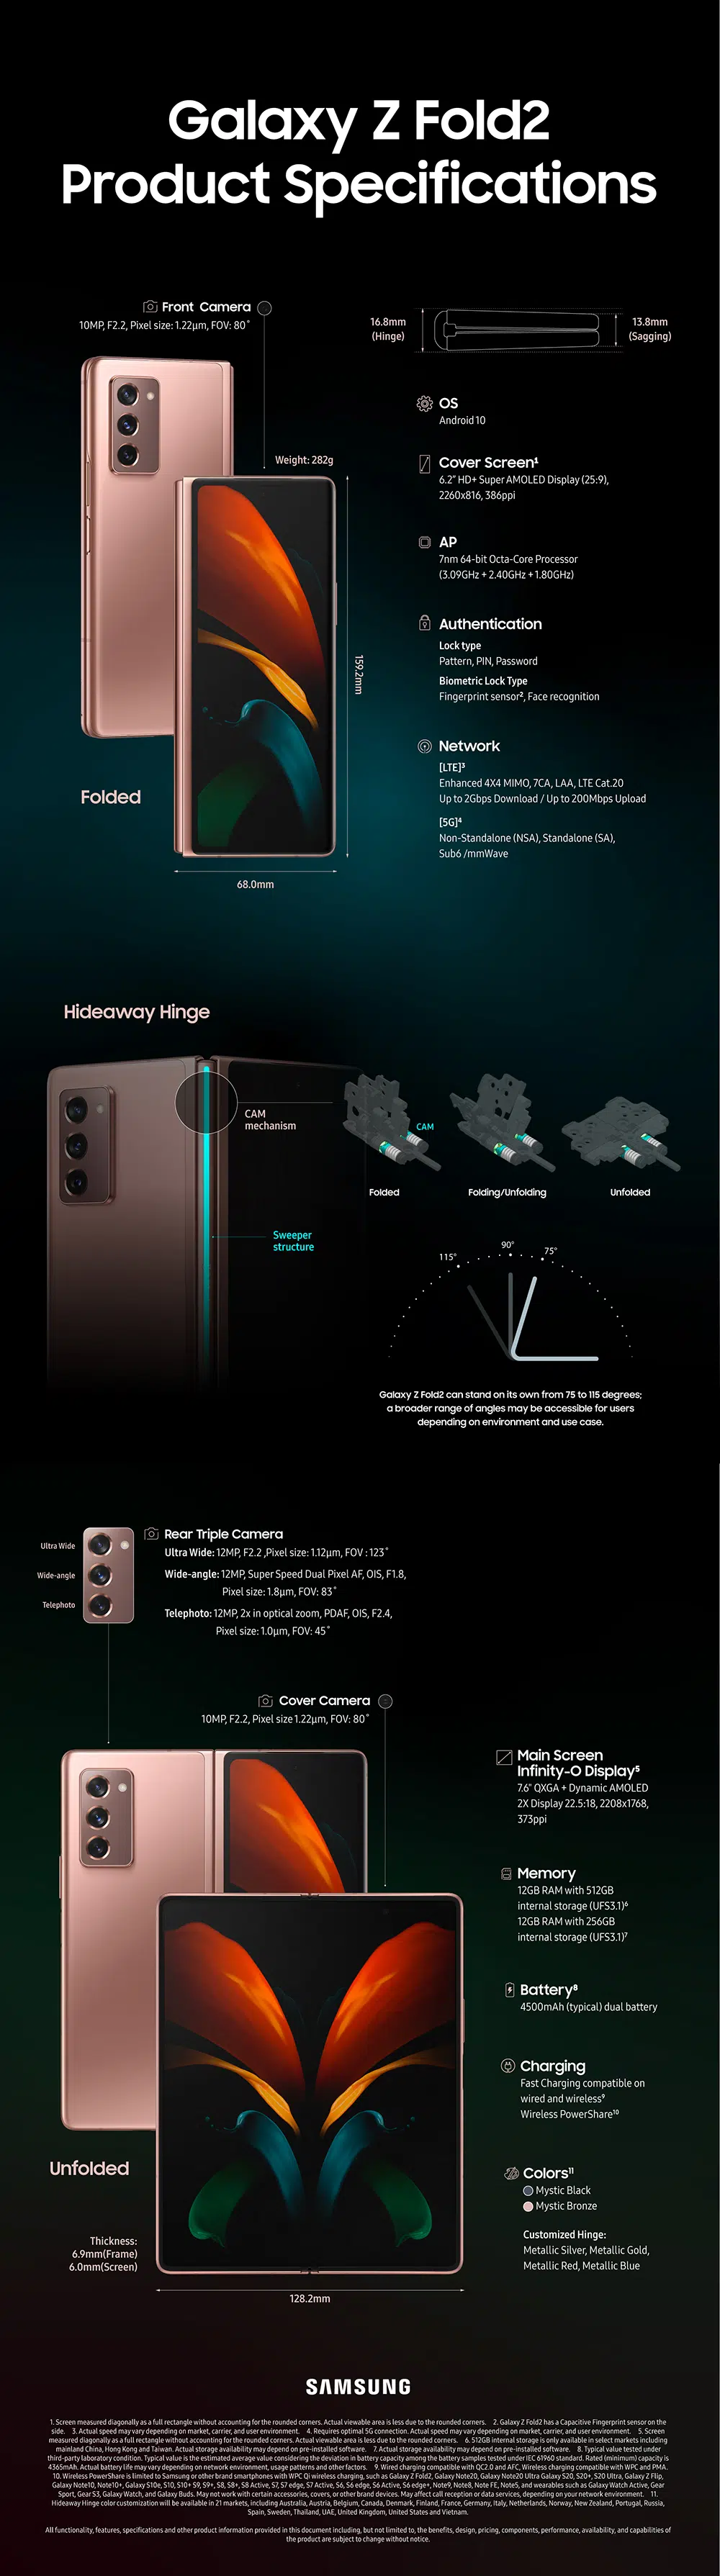 Galaxy Z Fold2
Product Specifications
Front Camera
10MP, F2.2, Pixel size: 1.22μm, FOV: 80˚
16.8mm
(Hinge)
13.8mm
(Sagging)
Weight: 282g
159.2mm
68.0mm
Folded
OS
Android 10
Cover Screen¹
6.2” HD+ Super AMOLED Display (25:9),
2260x816, 386ppi
AP
7nm 64-bit Octa-Core Processor
(3.09GHz + 2.40GHz + 1.80GHz)
Authentication
Lock type
Pattern, PIN, Password
Biometric Lock Type
Fingerprint sensor², Face recognition
Network
[LTE]³
Enhanced 4X4 MIMO, 7CA, LAA, LTE Cat.20
Up to 2Gbps Download / Up to 200Mbps Upload
[5G]⁴
Non-Standalone (NSA), Standalone (SA),
Sub6 /mmWave
Hideaway Hinge
CAM
mechanism
Sweeper
structure
CAM
Folded
Folding/Unfolding
Unfolded
115°
90°
75°
Galaxy Z Fold2 can stand on its own from 75 to 115 degrees;
a broader range of angles may be accessible for users
depending on environment and use case.
Ultra Wide
Wide-angle
Telephoto
Rear Triple Camera
Ultra Wide: 12MP, F2.2 ,Pixel size: 1.12μm, FOV : 123˚
Wide-angle: 12MP, Super Speed Dual Pixel AF, OIS, F1.8,
Pixel size: 1.8μm, FOV: 83˚
Telephoto: 12MP, 2x in optical zoom, PDAF, OIS, F2.4,
Pixel size: 1.0μm, FOV: 45˚
Cover Camera
10MP, F2.2, Pixel size 1.22μm, FOV: 80˚
Unfolded
Thickness:
6.9mm(Frame)
6.0mm(Screen)
128.2mm
Main Screen
Infinity-O Display⁵
7.6” QXGA + Dynamic AMOLED
2X Display 22.5:18, 2208x1768,
373ppi
Memory
12GB RAM with 512GB
internal storage (UFS3.1)⁶
12GB RAM with 256GB
internal storage (UFS3.1)⁷
Battery⁸
4500mAh (typical) dual battery
Charging
Fast Charging compatible on
wired and wireless⁹
Wireless PowerShare¹⁰
Colors¹¹
Mystic Black
Mystic Bronze
Customized Hinge:
Metallic Silver, Metallic Gold,
Metallic Red, Metallic Blue
SAMSUNG
1. Screen measured diagonally as a full rectangle without accounting for the rounded corners. Actual viewable area is less due to the rounded corners. 2. Galaxy Z Fold2 has a Capacitive Fingerprint sensor on the
side. 3. Actual speed may vary depending on market, carrier, and user environment. 4. Requires optimal 5G connection. Actual speed may vary depending on market, carrier, and user environment. 5. Screen
measured diagonally as a full rectangle without accounting for the rounded corners. Actual viewable area is less due to the rounded corners. 6. 512GB internal storage is only available in select markets including
mainland China, Hong Kong and Taiwan. Actual storage availability may depend on pre-installed software. 7. Actual storage availability may depend on pre-installed software. 8. Typical value tested under
third-party laboratory condition. Typical value is the estimated average value considering the deviation in battery capacity among the battery samples tested under IEC 61960 standard. Rated (minimum) capacity is
4365mAh. Actual battery life may vary depending on network environment, usage patterns and other factors. 9. Wired charging compatible with QC2.0 and AFC, Wireless charging compatible with WPC and PMA.
10. Wireless PowerShare is limited to Samsung or other brand smartphones with WPC Qi wireless charging, such as Galaxy Z Fold2, Galaxy Note20, Galaxy Note20 Ultra Galaxy S20, S20+, S20 Ultra, Galaxy Z Flip,
Galaxy Note10, Note10+, Galaxy S10e, S10, S10+ S9, S9+, S8, S8+, S8 Active, S7, S7 edge, S7 Active, S6, S6 edge, S6 Active, S6 edge+, Note9, Note8, Note FE, Note5, and wearables such as Galaxy Watch Active, Gear
Sport, Gear S3, Galaxy Watch, and Galaxy Buds. May not work with certain accessories, covers, or other brand devices. May affect call reception or data services, depending on your network environment. 11.
Hideaway Hinge color customization will be available in 21 markets, including Australia, Austria, Belgium, Canada, Denmark, Finland, France, Germany, Italy, Netherlands, Norway, New Zealand, Portugal, Russia,
Spain, Sweden, Thailand, UAE, United Kingdom, United States and Vietnam.
All functionality, features, specifications and other product information provided in this document including, but not limited to, the benefits, design, pricing, components, performance, availability, and capabilities of
the product are subject to change without notice.